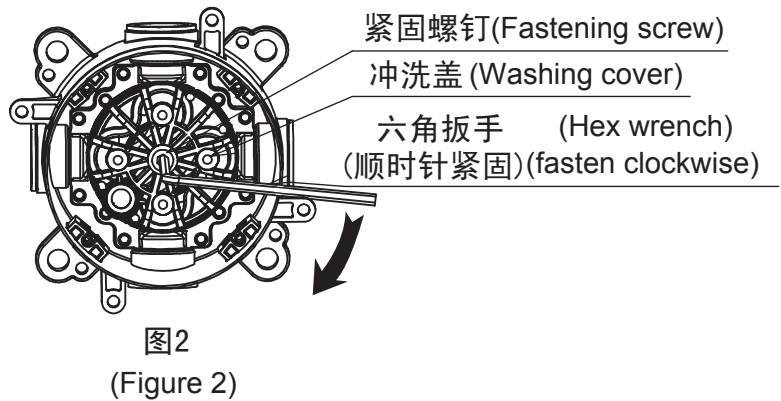 紧固螺钉(Fastening screw)
冲洗盖 (Washing cover)
六角扳手 (Hex wrench)
(顺时针紧固)(fasten clockwise)
图2
(Figure 2)